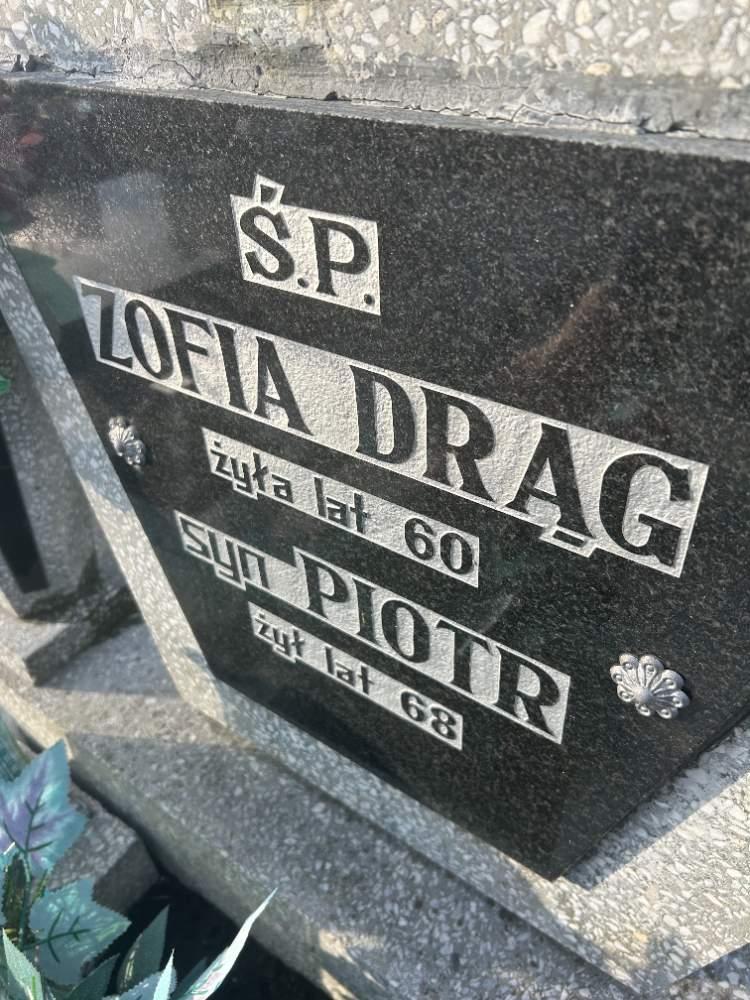 Ś.P.
ZOFIA DRĄG
żyła lat 60
syn PIOTR
żył lat 68